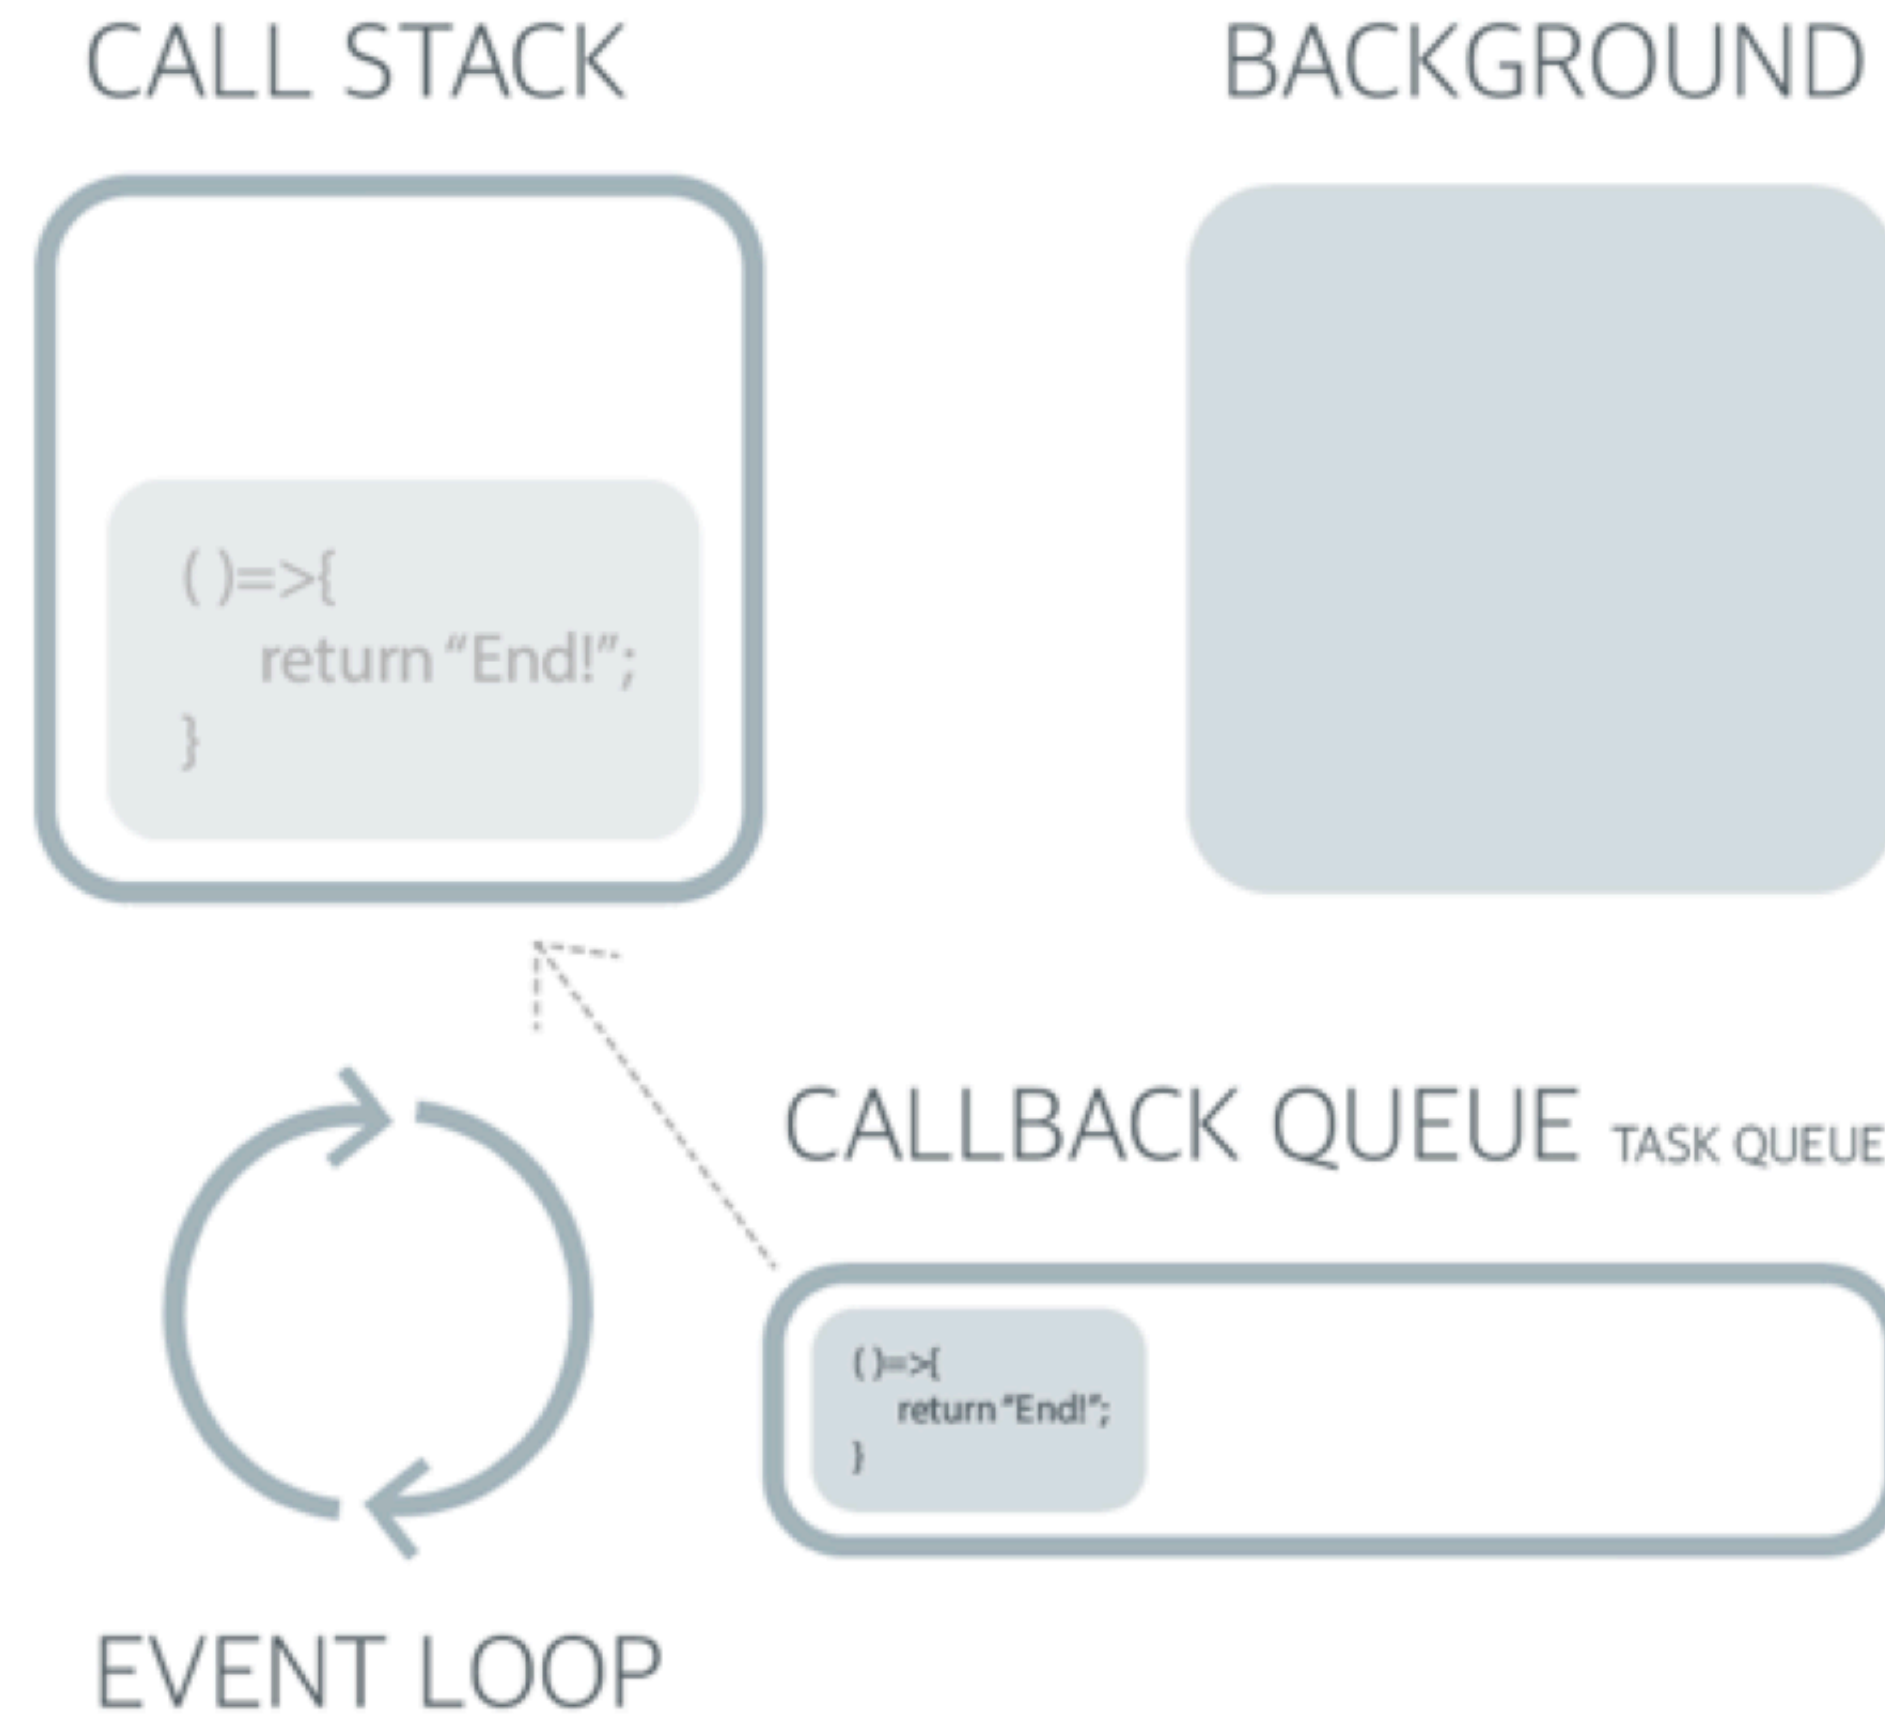 CALL STACK
BACKGROUND
( )=>{
return “End!”;
}
CALLBACK QUEUE TASK QUEUE
( )=>{
return “End!”;
}
EVENT LOOP